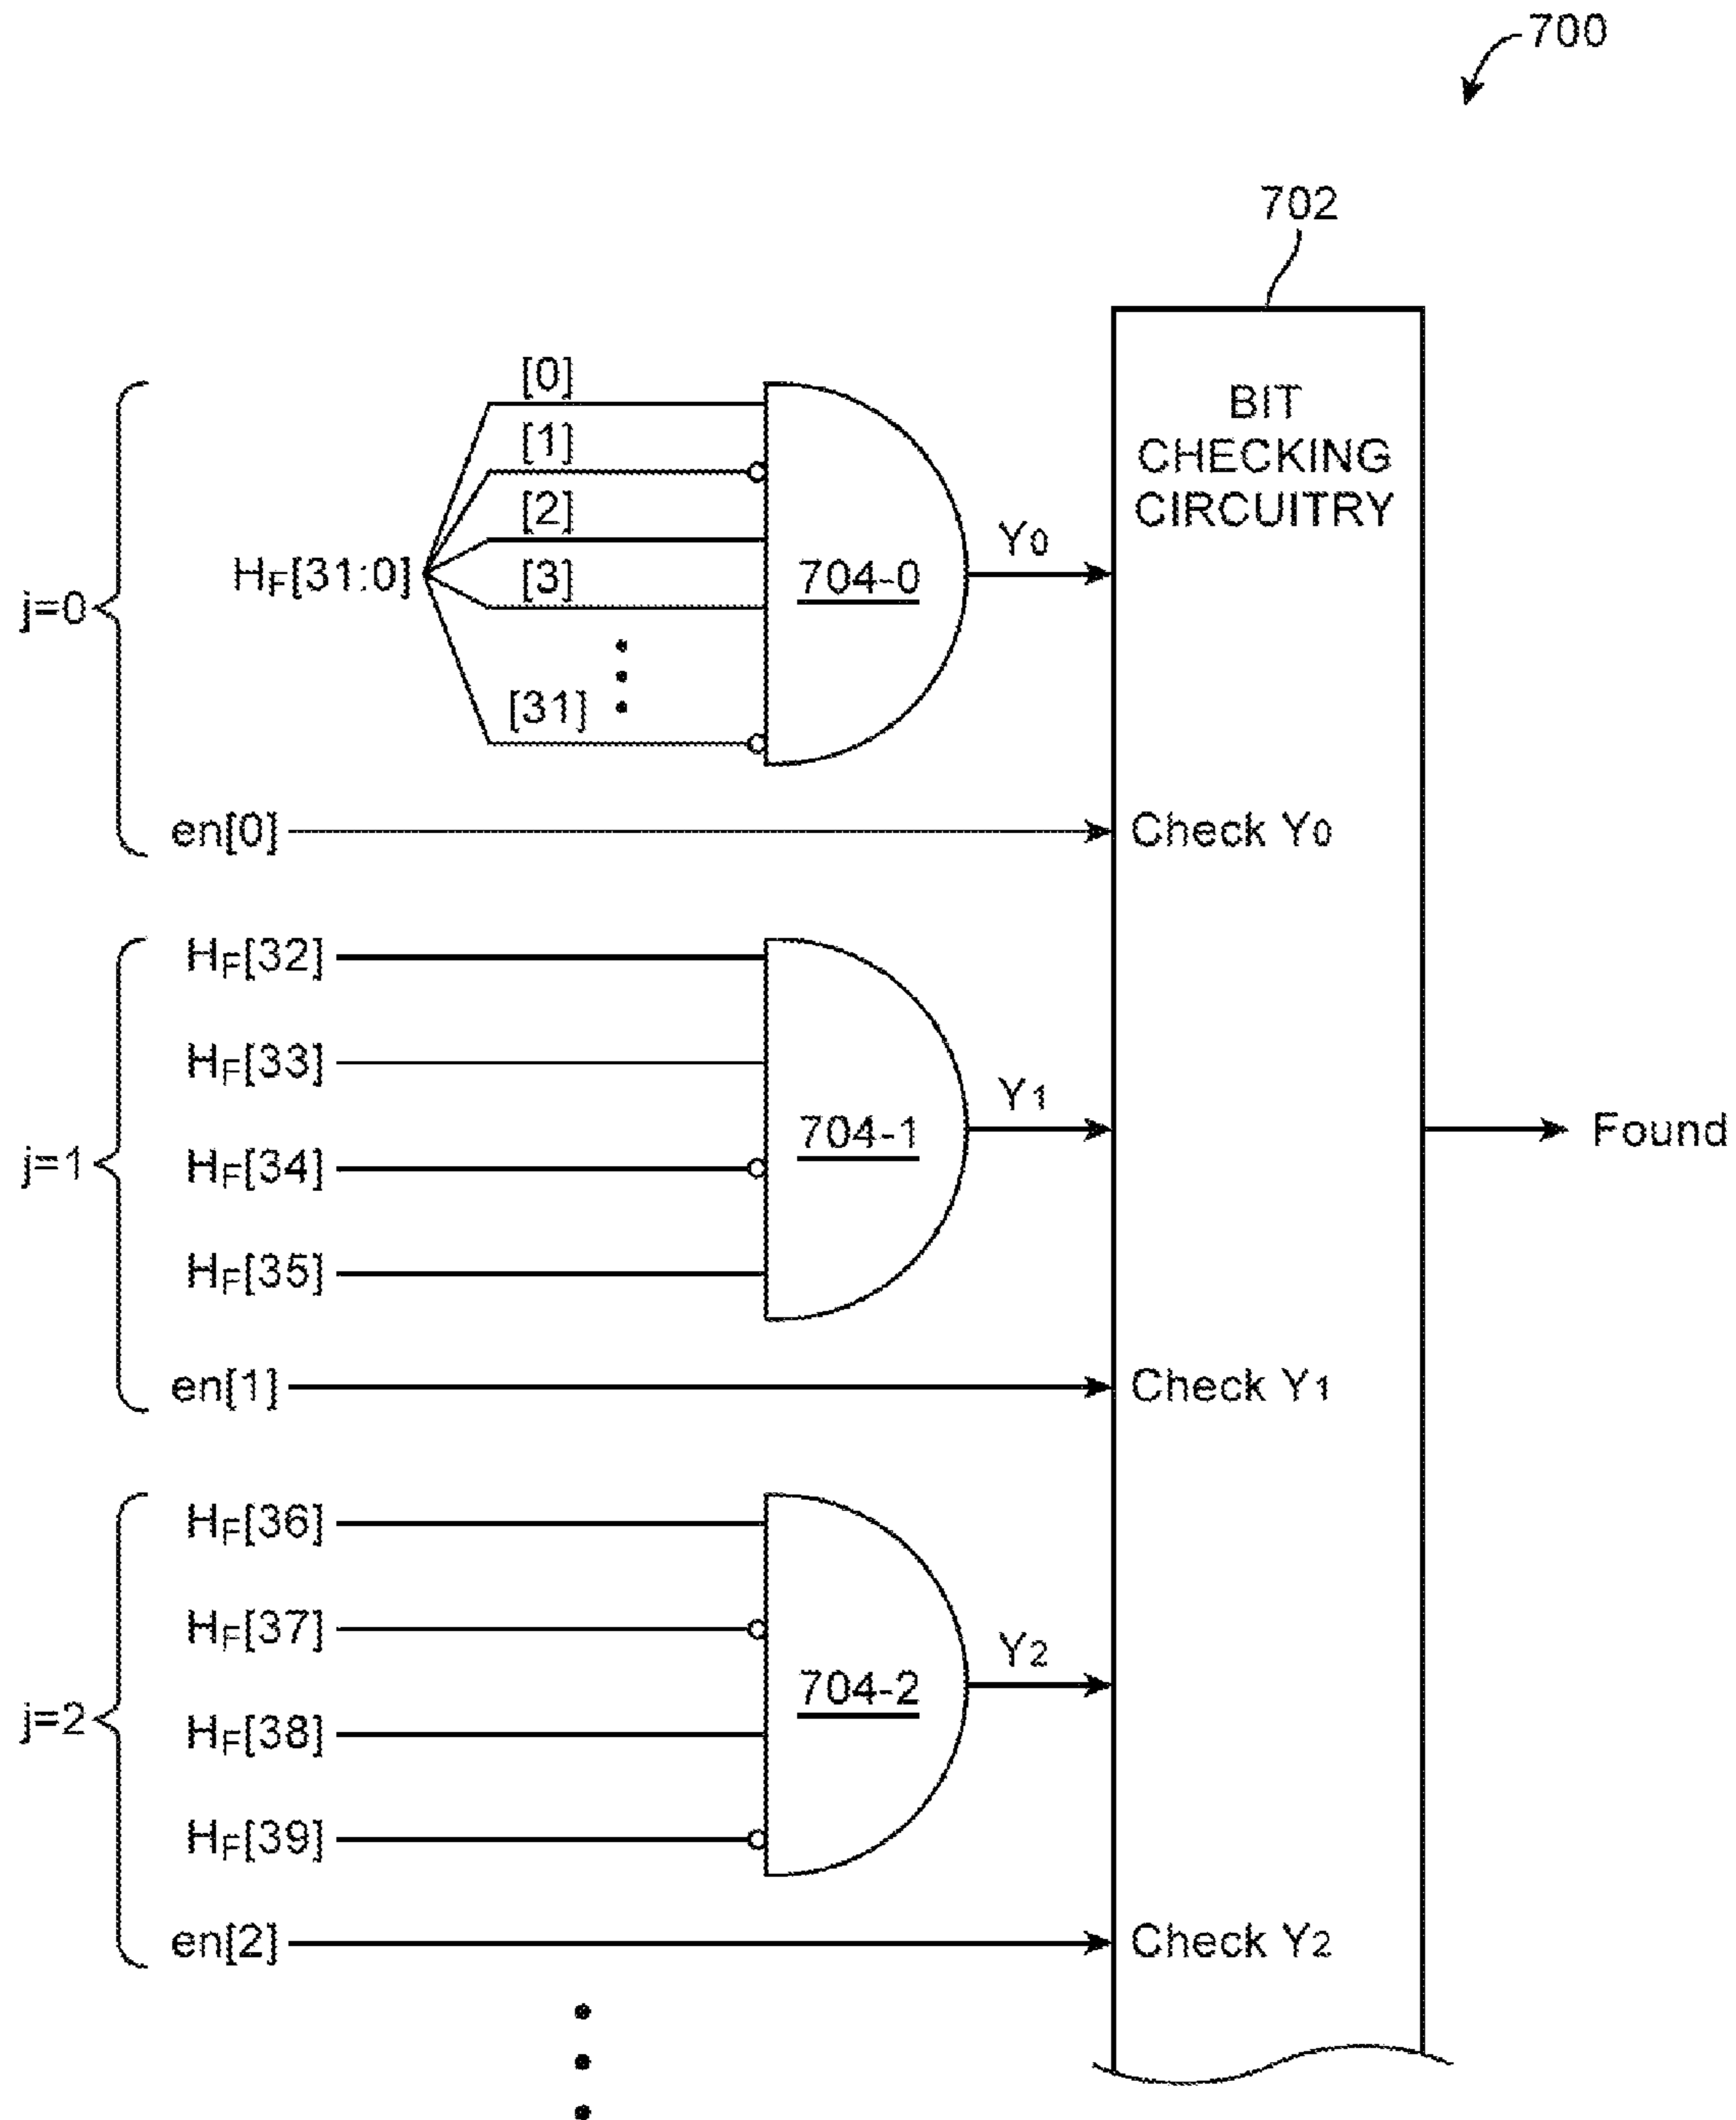 700
702
[0]
[1]
[2]
[3]
[31]
HF[31:0]
704-0
Y0
BIT
CHECKING
CIRCUITRY
j=0
en[0]
Check Y0
HF[32]
HF[33]
HF[34]
HF[35]
704-1
Y1
Found
j=1
en[1]
Check Y1
HF[36]
HF[37]
HF[38]
HF[39]
704-2
Y2
j=2
en[2]
Check Y2